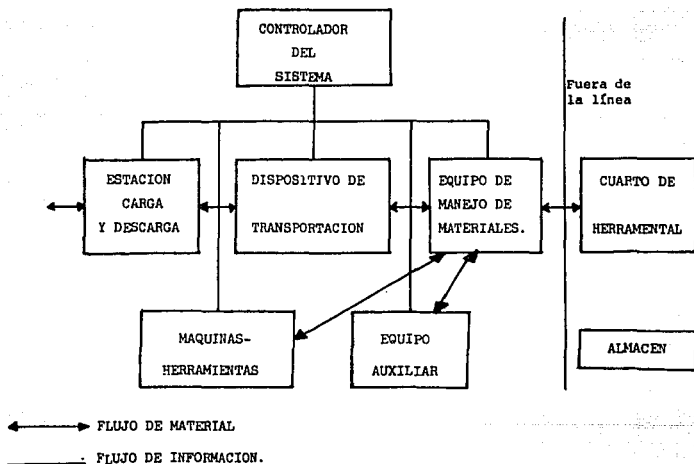 CONTROLADOR
DEL
SISTEMA
Fuera de
la línea
ESTACION
CARGA
Y DESCARGA
DISPOSITIVO DE
TRANSPORTACION
EQUIPO DE
MANEJO DE
MATERIALES.
CUARTO DE
HERRAMENTAL
MAQUINAS-
HERRAMIENTAS
EQUIPO
AUXILIAR
ALMACEN
FLUJO DE MATERIAL
FLUJO DE INFORMACION.